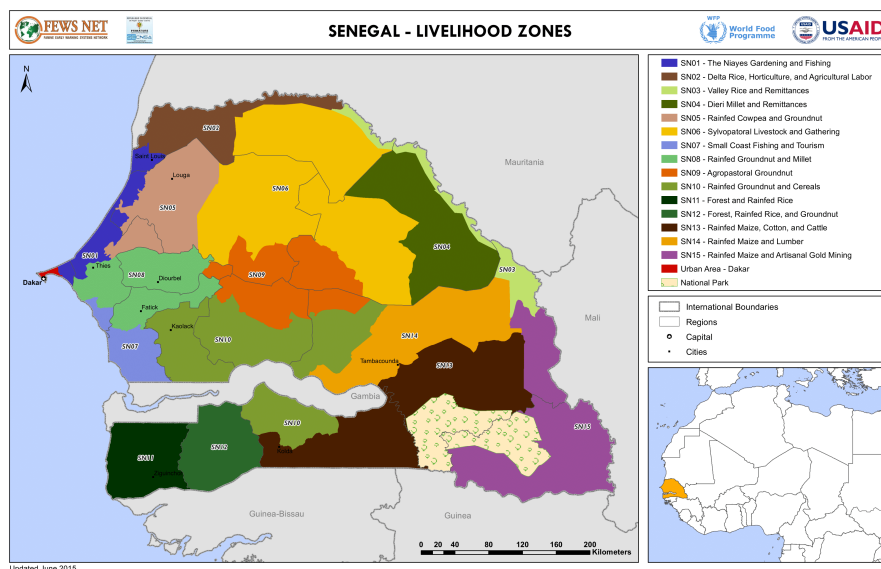 FEWS NET
FAMINE EARLY WARNING SYSTEMS NETWORK
SENEGAL - LIVELIHOOD ZONES
WFP
World Food
Programme
USAID
FROM THE AMERICAN PEOP
N
SN02
Saint Louis
Louga
SN05
SN06
Mauritania
SN04
SN01
Thies
SN08
Diourbel
SN09
SN03
Dakar
Fatick
Kaolack
SN10
SN07
SN14
Mali
Tambacounda
SN13
Gambia
SN10
SN15
SN12
SN11
Guinea-Bissau
Guinea
0 20 40 80 120 160 200
Kilometers
SN01 - The Niayes Gardening and Fishing
SN02 - Delta Rice, Horticulture, and Agricultural Labor
SN03 - Valley Rice and Remittances
SN04 - Dieri Millet and Remittances
SN05 - Rainfed Cowpea and Groundnut
SN06 - Sylvopatoral Livestock and Gathering
SN07 - Small Coast Fishing and Tourism
SN08 - Rainfed Groundnut and Millet
SN09 - Agropastoral Groundnut
SN10 - Rainfed Groundnut and Cereals
SN11 - Forest and Rainfed Rice
SN12 - Forest, Rainfed Rice, and Groundnut
SN13 - Rainfed Maize, Cotton, and Cattle
SN14 - Rainfed Maize and Lumber
SN15 - Rainfed Maize and Artisanal Gold Mining
Urban Area - Dakar
National Park
International Boundaries
Regions
Capital
Cities
Updated June 2015